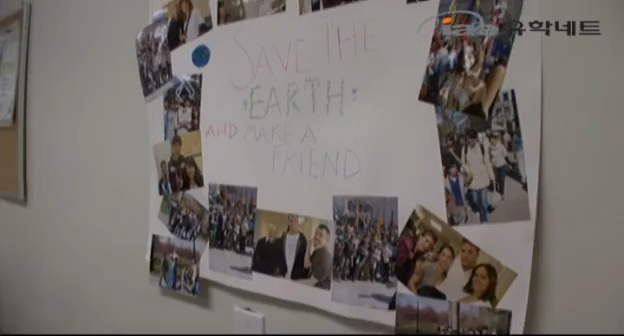 유학네트
SAVE THE
EARTH
AND MAKE A
FRIEND